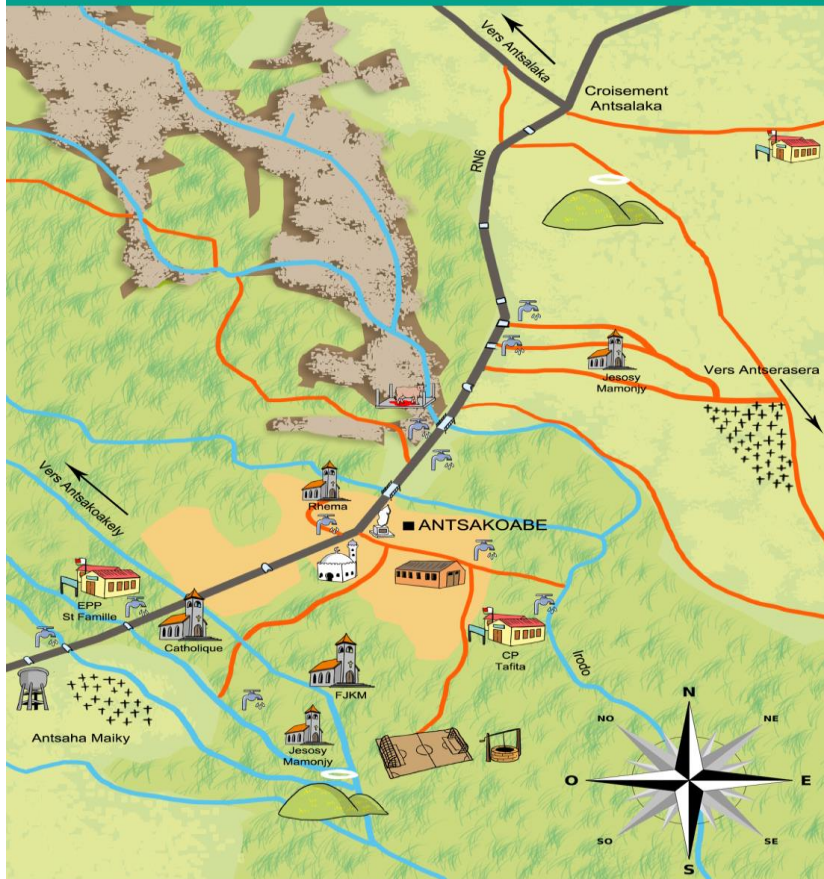 Vers Antsalaka
Croisement
Antsalaka
RN6
Jesosy
Mamonjy
Vers Antserasera
Vers Antsakoakely
Rhema
ANTSAKOABE
EPP
St Famille
Catholique
CP
Tafita
Irodo
FJKM
Antsaha Maiky
Jesosy
Mamonjy
N
NO
NE
O
E
SO
SE
S